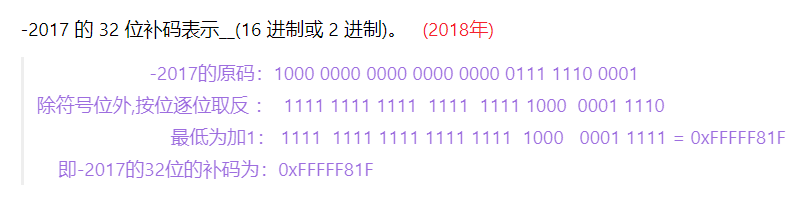 -2017 的 32 位补码表示__(16 进制或 2 进制)。 (2018年)
-2017的原码：1000 0000 0000 0000 0000 0111 1110 0001
除符号位外,按位逐位取反 ： 1111 1111 1111 1111 1111 1000 0001 1110
最低为加1： 1111 1111 1111 1111 1111 1000 0001 1111 = 0xFFFFF81F
即-2017的32位的补码为：0xFFFFF81F